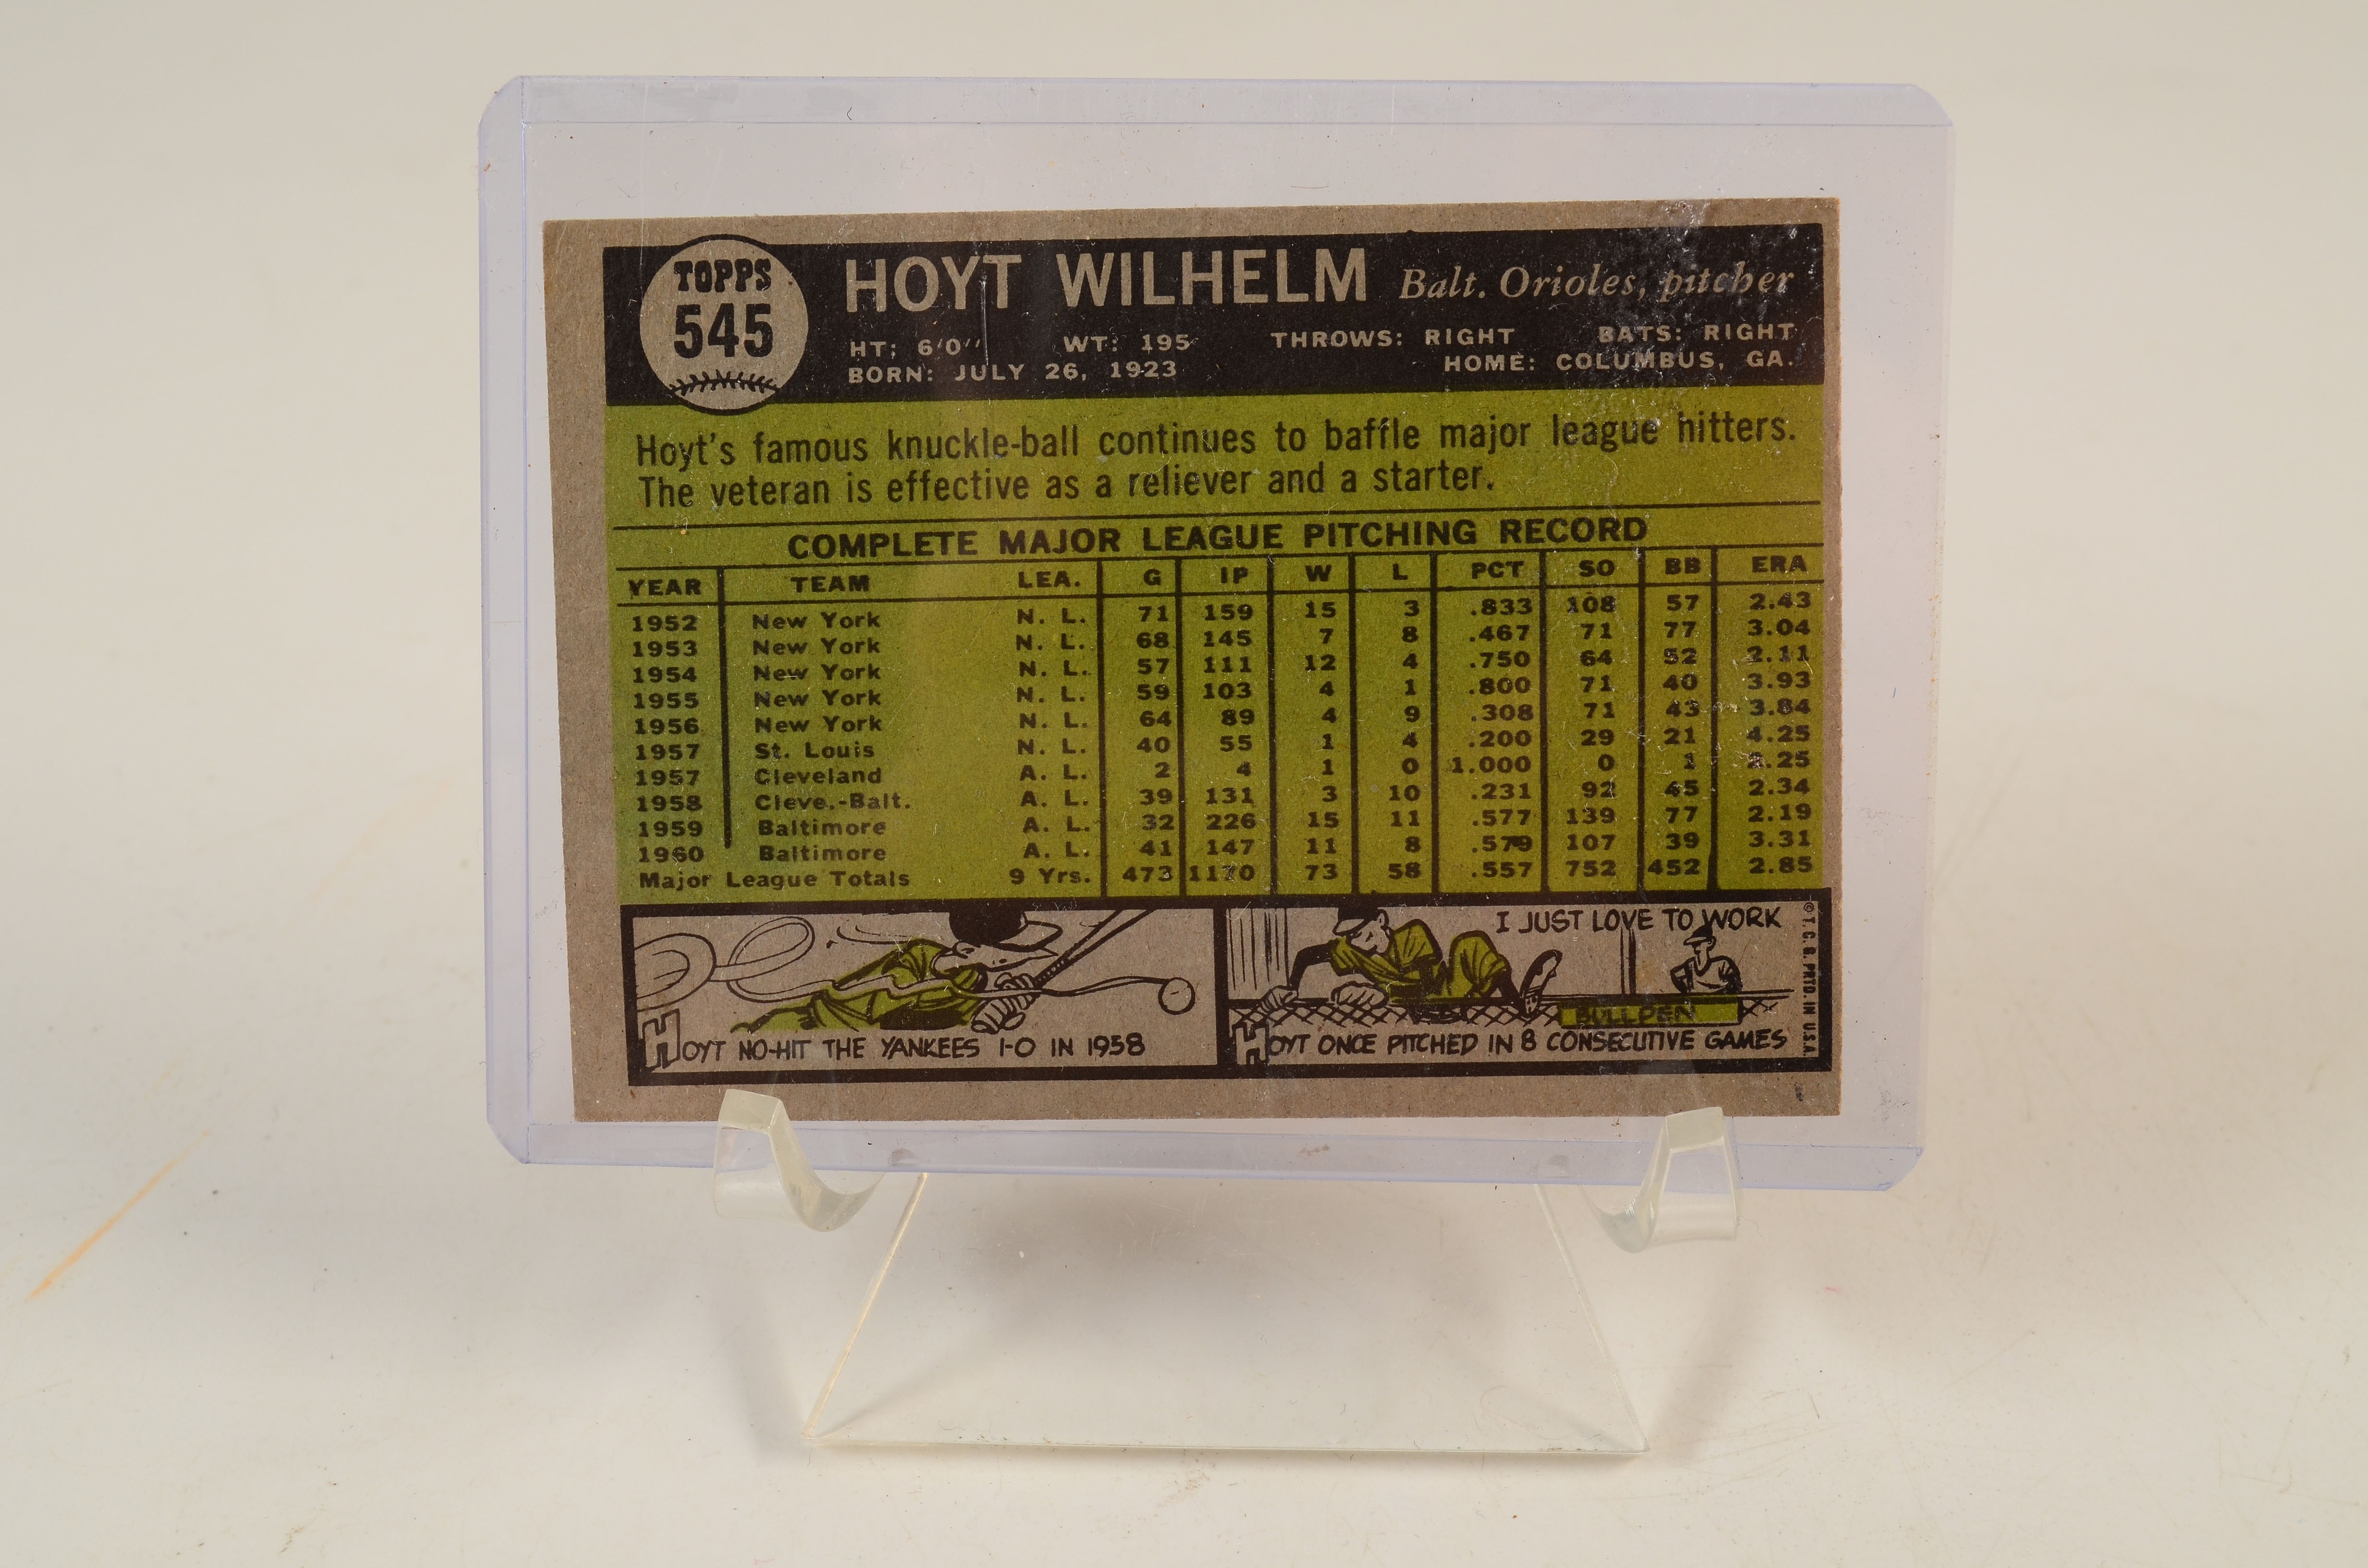 TOPPS
545
HOYT WILHELM Balt. Orioles, pitcher
HT; 6'0" WT: 195 THROWS: RIGHT BATS: RIGHT
BORN: JULY 26, 1923 HOME: COLUMBUS, GA.
Hoyt's famous knuckle-ball continues to baffle major league hitters.
The veteran is effective as a reliever and a starter.
COMPLETE MAJOR LEAGUE PITCHING RECORD
YEAR TEAM LEA. G IP W L PCT SO BB ERA
1952 New York N. L. 71 159 15 3 .833 108 57 2.43
1953 New York N. L. 68 145 7 8 .467 71 77 3.04
1954 New York N. L. 57 111 12 4 .750 64 52 2.11
1955 New York N. L. 59 103 4 1 .800 71 40 3.93
1956 New York N. L. 64 89 4 9 .308 71 43 3.84
1957 St. Louis N. L. 40 55 1 4 .200 29 21 4.25
1957 Cleveland A. L. 2 4 1 0 1.000 0 1 2.25
1958 Cleve.-Balt. A. L. 39 131 3 10 .231 92 45 2.34
1959 Baltimore A. L. 32 226 15 11 .577 139 77 2.19
1960 Baltimore A. L. 41 147 11 8 .579 107 39 3.31
Major League Totals 9 Yrs. 473 1170 73 58 .557 752 452 2.85
HOYT NO-HIT THE YANKEES 1-0 IN 1958
I JUST LOVE TO WORK
BULLPEN
HOYT ONCE PITCHED IN 8 CONSECUTIVE GAMES
© T. C. G. PRTD. IN U.S.A.